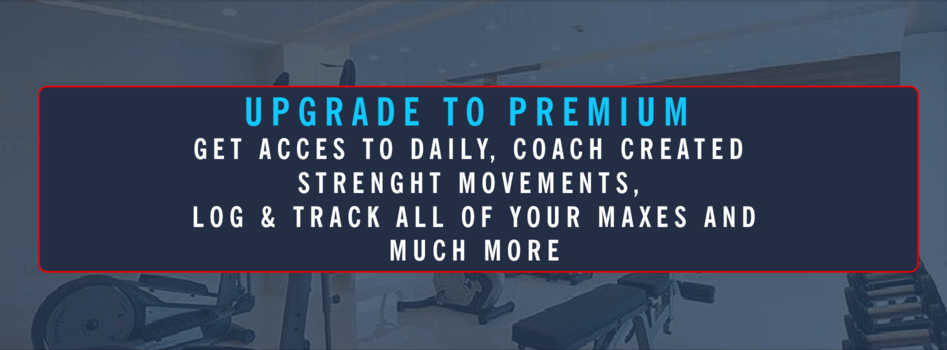 UPGRADE TO PREMIUM
GET ACCES TO DAILY, COACH CREATED
STRENGHT MOVEMENTS,
LOG & TRACK ALL OF YOUR MAXES AND
MUCH MORE